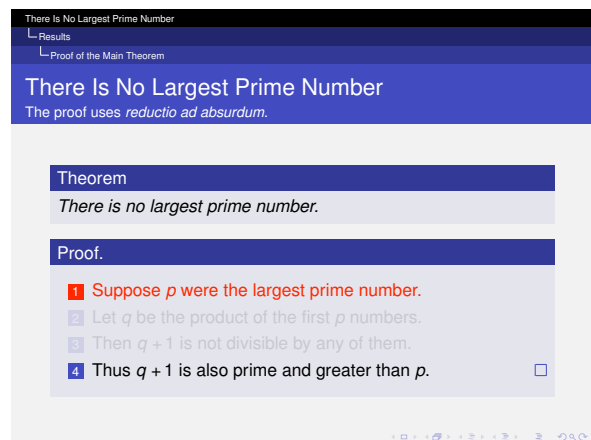 There Is No Largest Prime Number
Results
Proof of the Main Theorem
There Is No Largest Prime Number
The proof uses reductio ad absurdum.
Theorem
There is no largest prime number.
Proof.
1 Suppose p were the largest prime number.
2 Let q be the product of the first p numbers.
3 Then q + 1 is not divisible by any of them.
4 Thus q + 1 is also prime and greater than p.